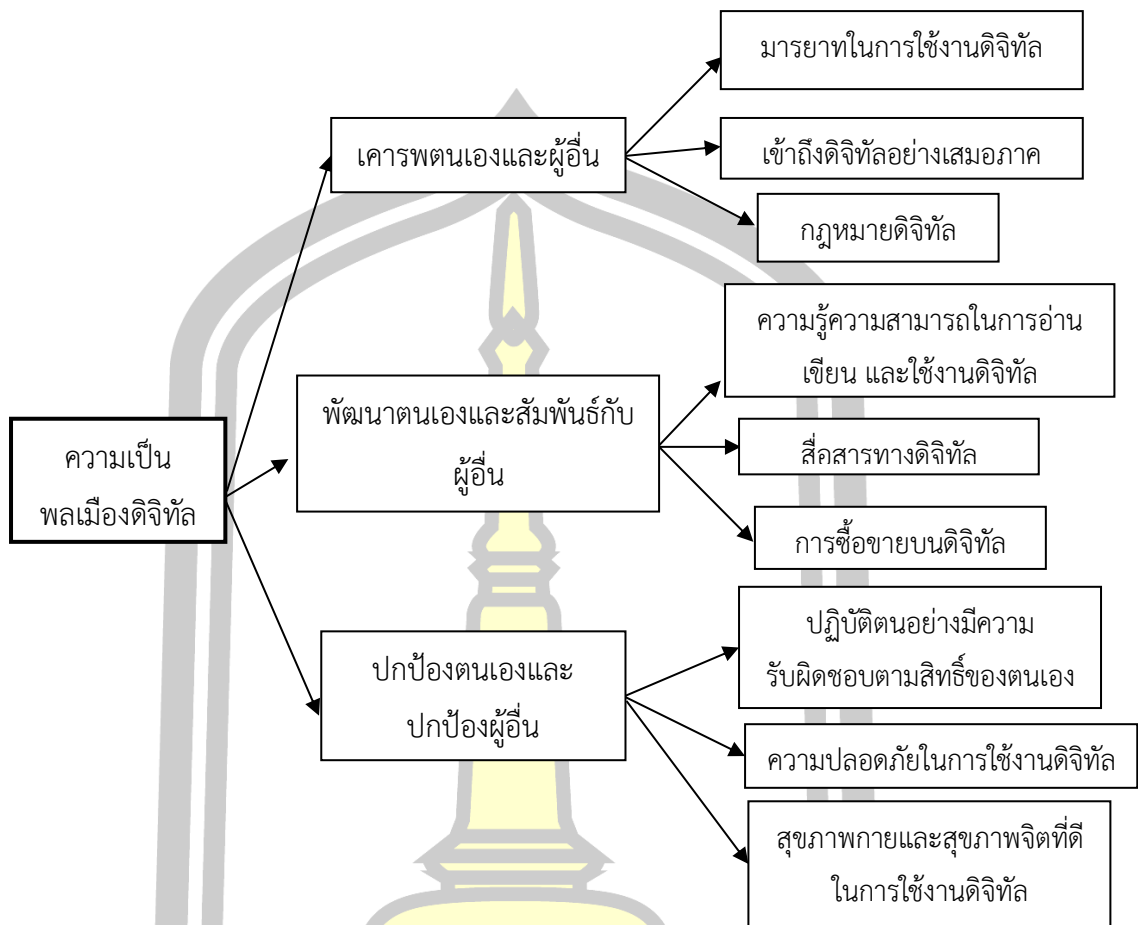 มารยาทในการใช้งานดิจิทัล
เคารพตนเองและผู้อื่น
เข้าถึงดิจิทัลอย่างเสมอภาค
กฎหมายดิจิทัล
ความรู้ความสามารถในการอ่าน
เขียน และใช้งานดิจิทัล
พัฒนาตนเองและสัมพันธ์กับ
ผู้อื่น
สื่อสารทางดิจิทัล
ความเป็น
พลเมืองดิจิทัล
การซื้อขายบนดิจิทัล
ปฏิบัติตนอย่างมีความ
รับผิดชอบตามสิทธิ์ของตนเอง
ปกป้องตนเองและ
ปกป้องผู้อื่น
ความปลอดภัยในการใช้งานดิจิทัล
สุขภาพกายและสุขภาพจิตที่ดี
ในการใช้งานดิจิทัล